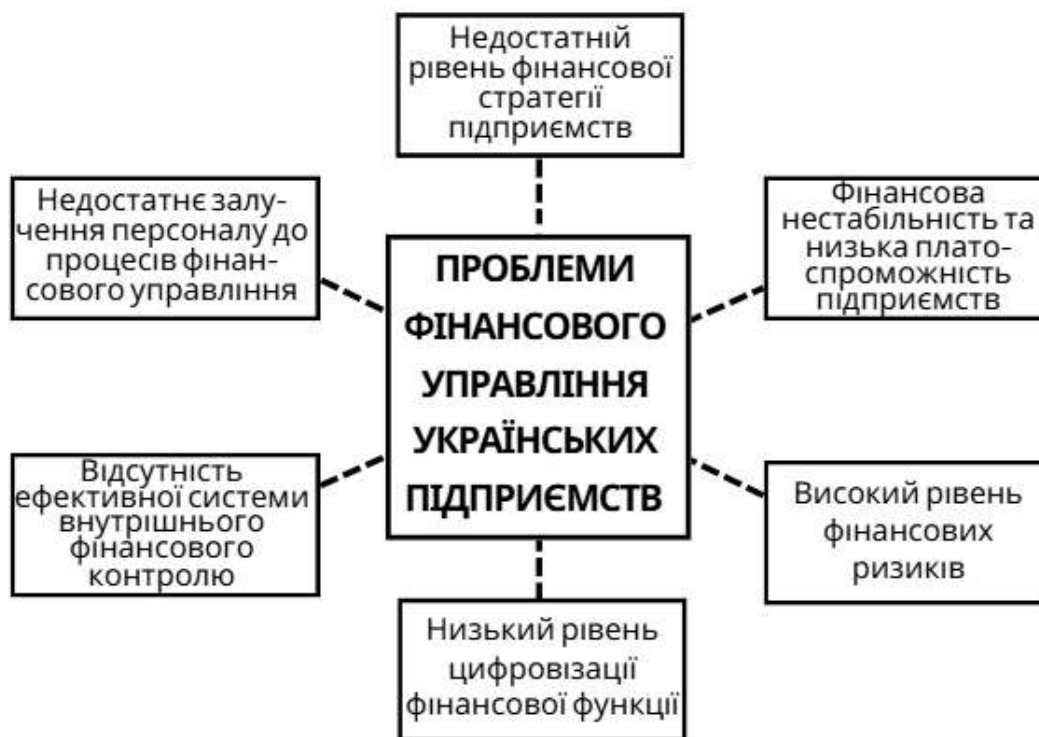 Недостатній
рівень фінансової
стратегії
підприємств
Недостатнє залу-
чення персоналу до
процесів фінан-
сового управління
Фінансова
нестабільність та
низька плато-
спроможність
підприємств
ПРОБЛЕМИ
ФІНАНСОВОГО
УПРАВЛІННЯ
УКРАЇНСЬКИХ
ПІДПРИЄМСТВ
Відсутність
ефективної системи
внутрішнього
фінансового
контролю
Високий рівень
фінансових
ризиків
Низький рівень
цифровізації
фінансової функції